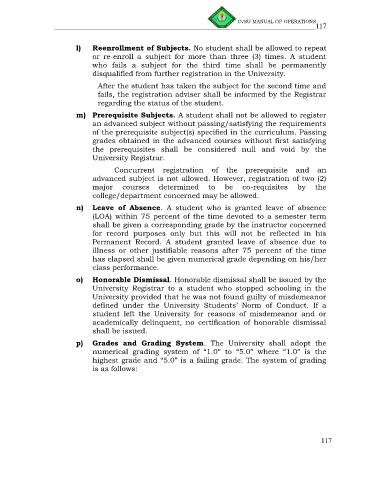 CvSU MANUAL OF OPERATIONS
117
l) Reenrollment of Subjects. No student shall be allowed to repeat
or re-enroll a subject for more than three (3) times. A student
who fails a subject for the third time shall be permanently
disqualified from further registration in the University.
After the student has taken the subject for the second time and
fails, the registration adviser shall be informed by the Registrar
regarding the status of the student.
m) Prerequisite Subjects. A student shall not be allowed to register
an advanced subject without passing/satisfying the requirements
of the prerequisite subject(s) specified in the curriculum. Passing
grades obtained in the advanced courses without first satisfying
the prerequisites shall be considered null and void by the
University Registrar.
Concurrent registration of the prerequisite and an
advanced subject is not allowed. However, registration of two (2)
major courses determined to be co-requisites by the
college/department concerned may be allowed.
n) Leave of Absence. A student who is granted leave of absence
(LOA) within 75 percent of the time devoted to a semester term
shall be given a corresponding grade by the instructor concerned
for record purposes only but this will not be reflected in his
Permanent Record. A student granted leave of absence due to
illness or other justifiable reasons after 75 percent of the time
has elapsed shall be given numerical grade depending on his/her
class performance.
o) Honorable Dismissal. Honorable dismissal shall be issued by the
University Registrar to a student who stopped schooling in the
University provided that he was not found guilty of misdemeanor
defined under the University Students' Norm of Conduct. If a
student left the University for reasons of misdemeanor and or
academically delinquent, no certification of honorable dismissal
shall be issued.
p) Grades and Grading System. The University shall adopt the
numerical grading system of "1.0" to "5.0" where "1.0" is the
highest grade and "5.0" is a failing grade. The system of grading
is as follows:
117